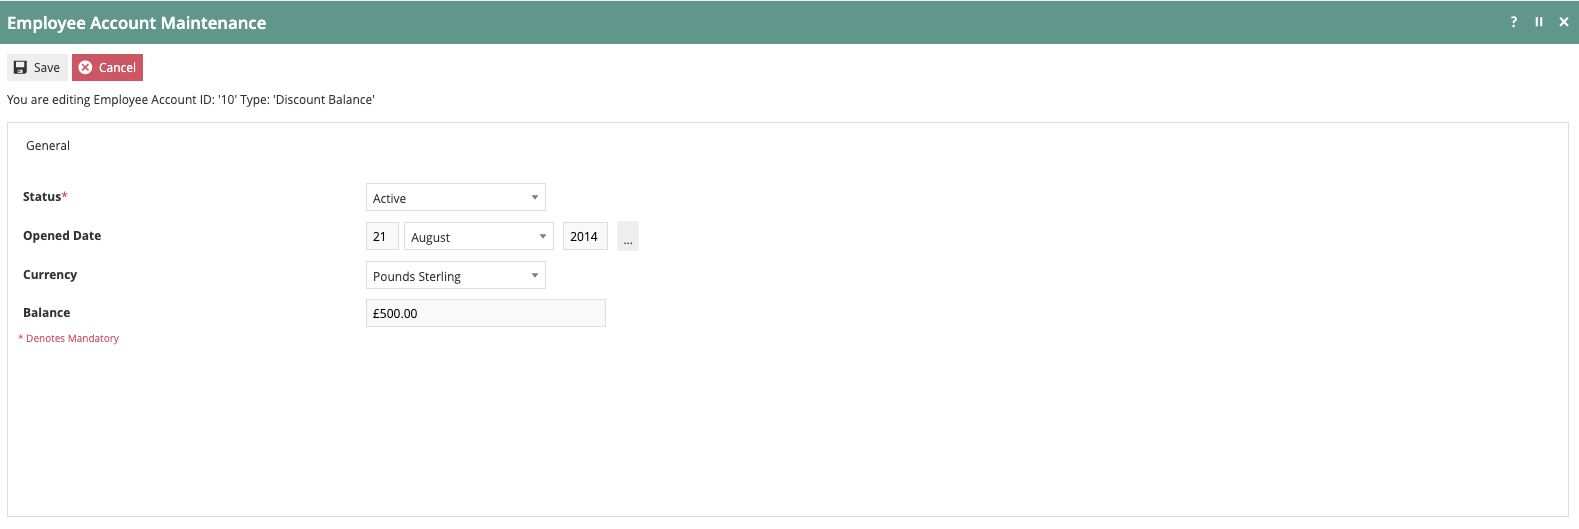 Employee Account Maintenance ?
Save Cancel
You are editing Employee Account ID: '10' Type: 'Discount Balance'
General
Status* Active
Opened Date 21 August 2014 ...
Currency Pounds Sterling
Balance £500.00
* Denotes Mandatory